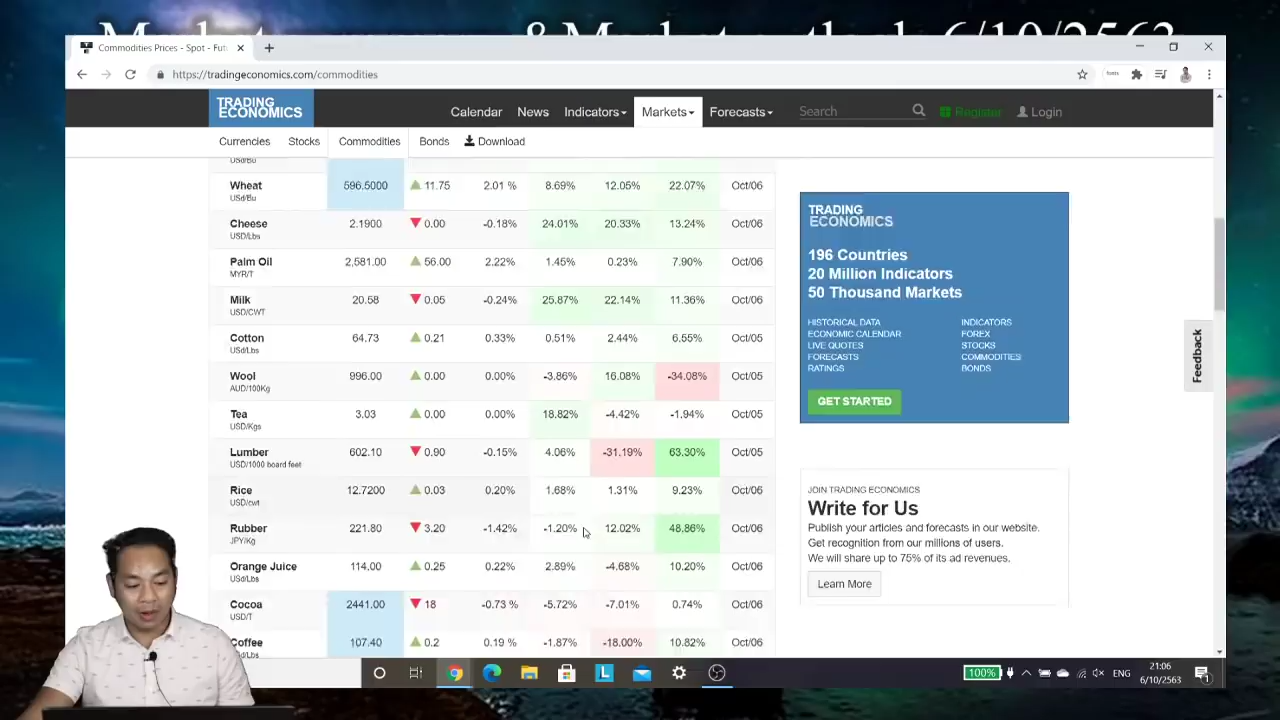 & Market outlook 6/10/2563
Commodities Prices - Spot - Fut
https://tradingeconomics.com/commodities
TRADING
ECONOMICS
Calendar News Indicators Markets Forecasts Search Register Login
Currencies Stocks Commodities Bonds Download
USd/Bu
Wheat 596.5000 11.75 2.01 % 8.69% 12.05% 22.07% Oct/06
USd/Bu
Cheese 2.1900 0.00 -0.18% 24.01% 20.33% 13.24% Oct/06
USD/Lbs
Palm Oil 2,581.00 56.00 2.22% 1.45% 0.23% 7.90% Oct/06
MYR/T
Milk 20.58 0.05 -0.24% 25.87% 22.14% 11.36% Oct/06
USD/CWT
Cotton 64.73 0.21 0.33% 0.51% 2.44% 6.55% Oct/05
USd/Lbs
Wool 996.00 0.00 0.00% -3.86% 16.08% -34.08% Oct/05
AUD/100Kg
Tea 3.03 0.00 0.00% 18.82% -4.42% -1.94% Oct/05
USD/Kgs
Lumber 602.10 0.90 -0.15% 4.06% -31.19% 63.30% Oct/05
USD/1000 board feet
Rice 12.7200 0.03 0.20% 1.68% 1.31% 9.23% Oct/06
USD/cwt
Rubber 221.80 3.20 -1.42% -1.20% 12.02% 48.86% Oct/06
JPY/Kg
Orange Juice 114.00 0.25 0.22% 2.89% -4.68% 10.20% Oct/06
USd/Lbs
Cocoa 2441.00 18 -0.73 % -5.72% -7.01% 0.74% Oct/06
USD/T
Coffee 107.40 0.2 0.19 % -1.87% -18.00% 10.82% Oct/06
USd/Lbs
TRADING
ECONOMICS
196 Countries
20 Million Indicators
50 Thousand Markets
HISTORICAL DATA INDICATORS
ECONOMIC CALENDAR FOREX
LIVE QUOTES STOCKS
FORECASTS COMMODITIES
RATINGS BONDS
GET STARTED
Feedback
JOIN TRADING ECONOMICS
Write for Us
Publish your articles and forecasts in our website.
Get recognition from our millions of users.
We will share up to 75% of its ad revenues.
Learn More
100% ENG 21:06
6/10/2563